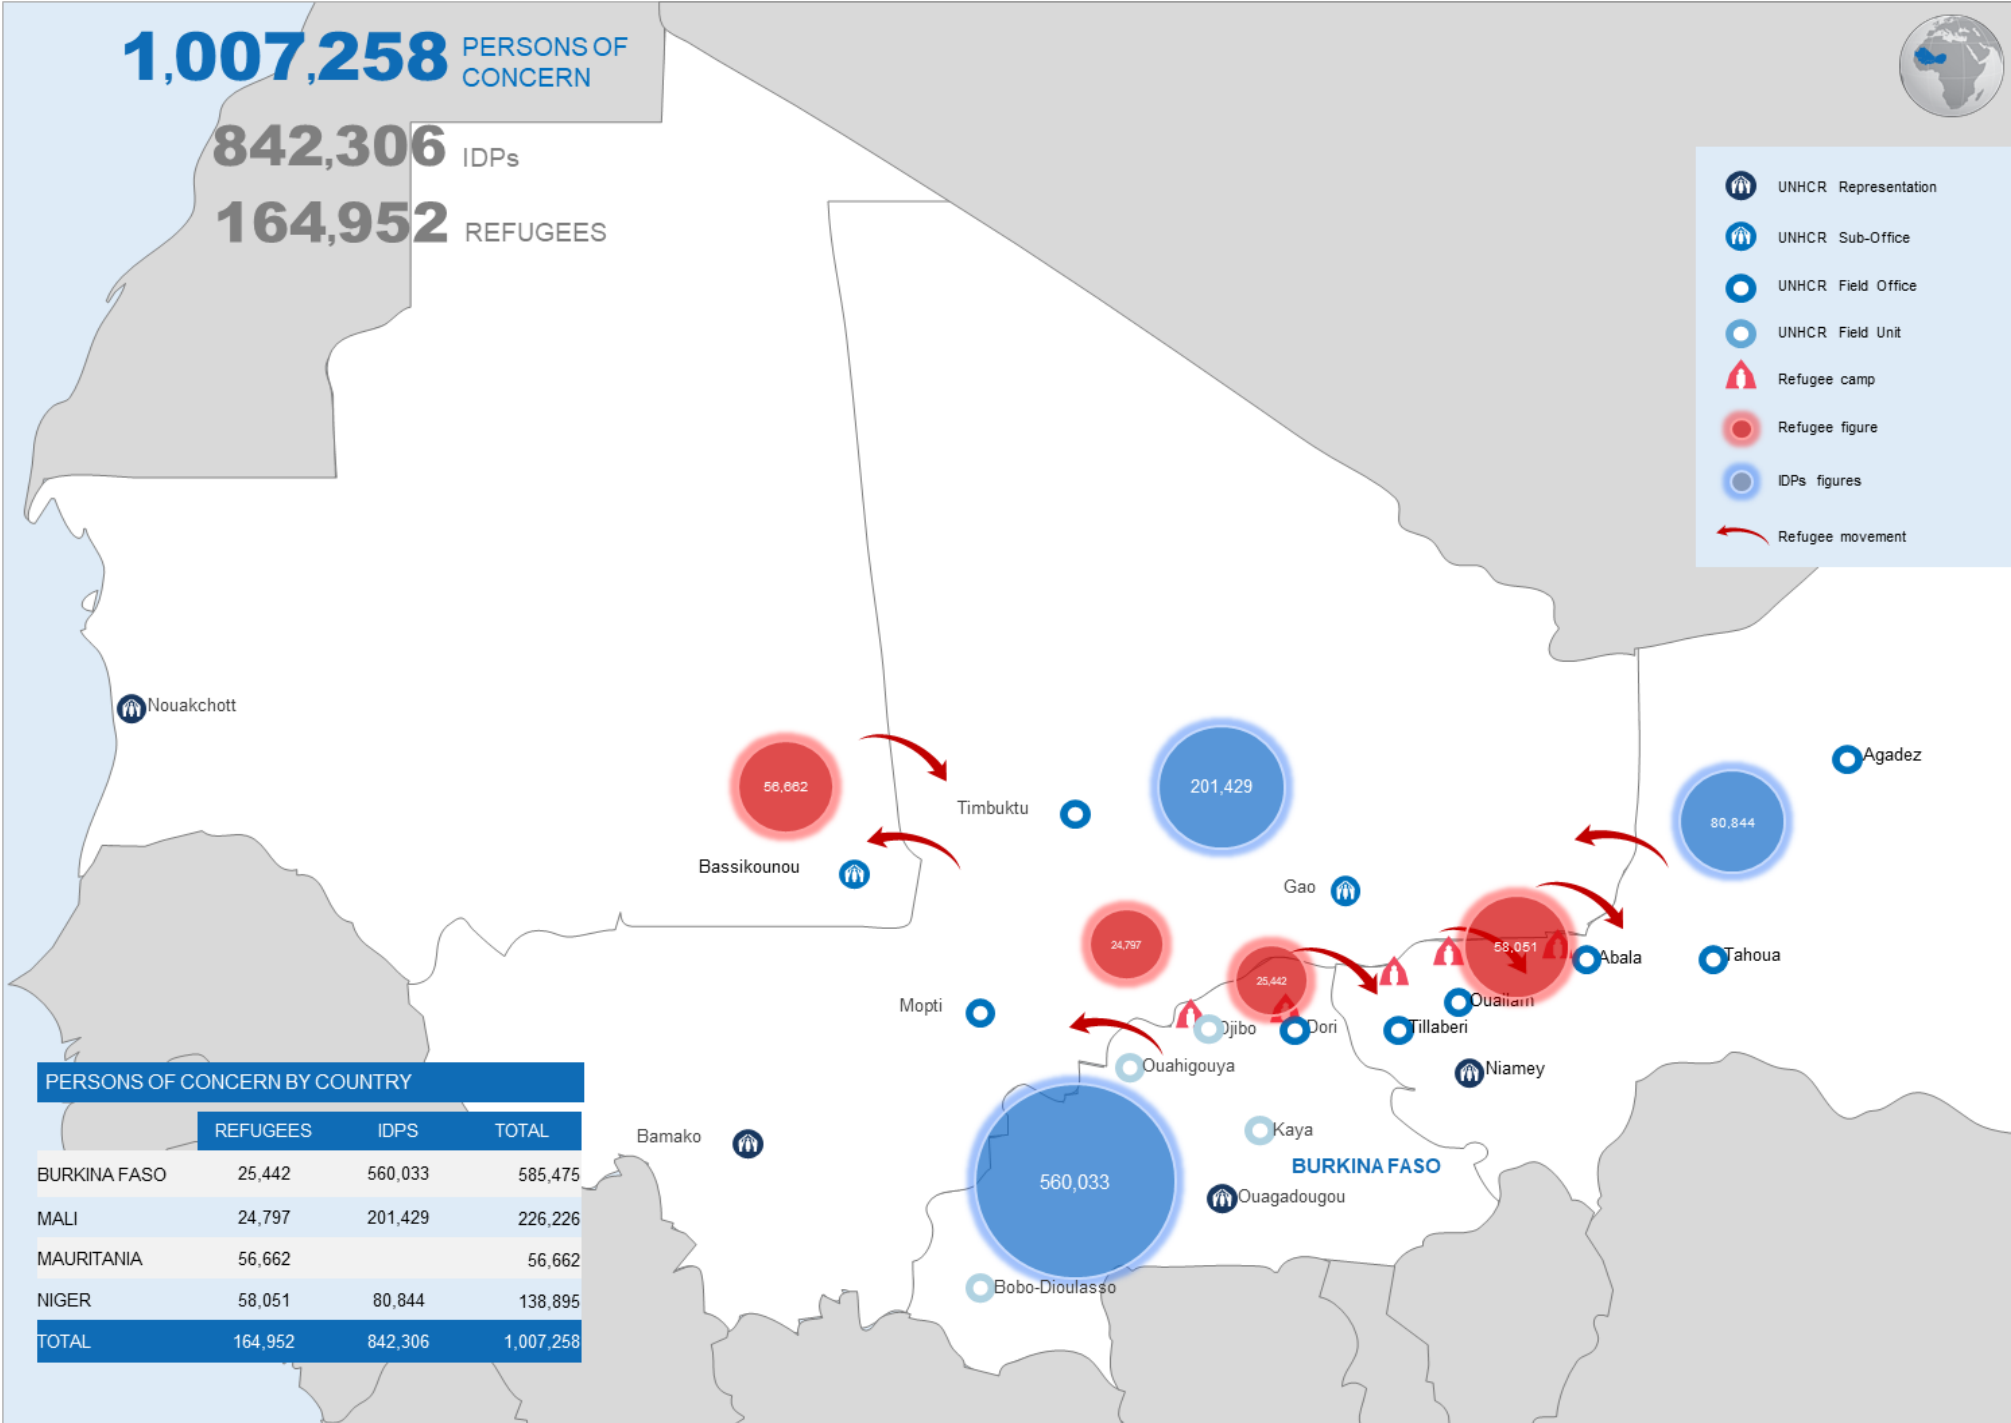 1,007,258 PERSONS OF
CONCERN
842,306 IDPs
164,952 REFUGEES
UNHCR Representation
UNHCR Sub-Office
UNHCR Field Office
UNHCR Field Unit
Refugee camp
Refugee figure
IDPs figures
Refugee movement
Nouakchott
Agadez
56,662
201,429
80,844
Timbuktu
Bassikounou
Gao
24,797
58,051
Abala
Tahoua
25,442
Mopti
Ouallam
Djibo
Dori
Tillaberi
Ouahigouya
Niamey
Bamako
Kaya
BURKINA FASO
560,033
Ouagadougou
Bobo-Dioulasso
PERSONS OF CONCERN BY COUNTRY
REFUGEES IDPS TOTAL
BURKINA FASO 25,442 560,033 585,475
MALI 24,797 201,429 226,226
MAURITANIA 56,662 56,662
NIGER 58,051 80,844 138,895
TOTAL 164,952 842,306 1,007,258